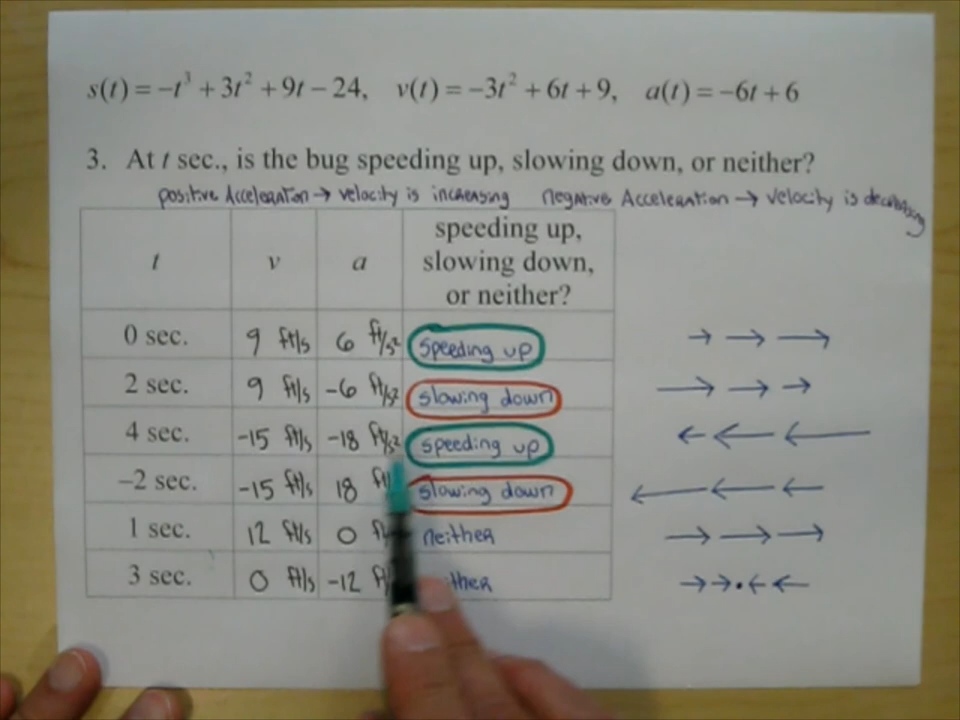 s(t) = −t³ + 3t² + 9t − 24, v(t) = −3t² + 6t + 9, a(t) = −6t + 6
3. At t sec., is the bug speeding up, slowing down, or neither?
positive Acceleration → velocity is increasing negative Acceleration → velocity is decreasing
t v a speeding up, slowing down, or neither?
0 sec. 9 ft/s 6 ft/s² speeding up
2 sec. 9 ft/s −6 ft/s² slowing down
4 sec. −15 ft/s −18 ft/s² speeding up
−2 sec. −15 ft/s 18 slowing down
1 sec. 12 ft/s 0 neither
3 sec. 0 ft/s −12